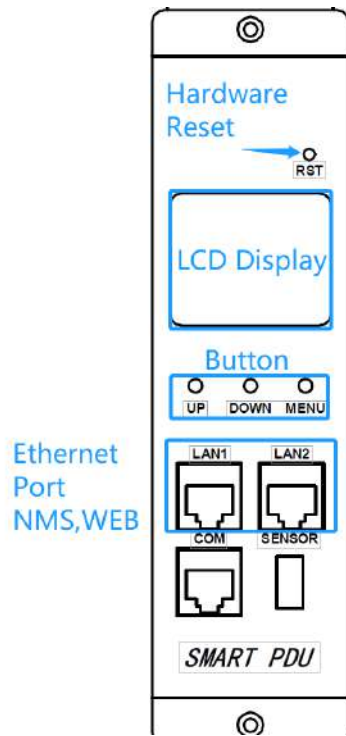 Hardware
Reset
RST
LCD Display
Button
UP DOWN MENU
Ethernet
Port
NMS,WEB
LAN1 LAN2
COM SENSOR
SMART PDU